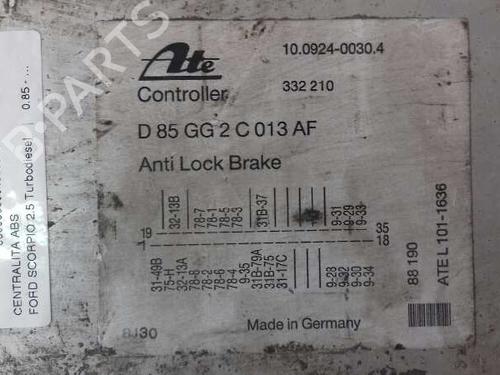 Ate
10.0924-0030.4
Controller
332 210
D 85 GG 2 C 013 AF
Anti Lock Brake
32-13B
78-7
78-1
78-5
78-3
31B-37
9-31
9-29
9-33
19
35
1
18
31-49B
75-H
32-13A
78-8
78-2
78-6
78-4
9-35
31B-79A
31B-75
31-17C
9-28
9-32
9-30
9-34
8J30
Made in Germany
88 190
ATE L 101-1636
CENTRALITA ABS
FORD SCORPIO 2.5 Turbodiesel
0.85 - ...
B-Parts